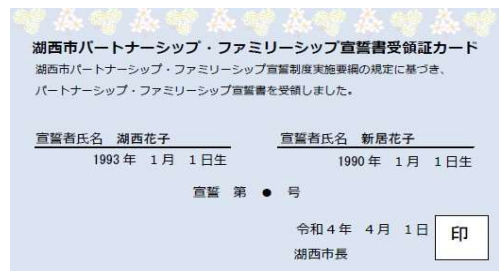 湖西市パートナーシップ・ファミリーシップ宣誓書受領証カード
湖西市パートナーシップ・ファミリーシップ宣誓制度実施要綱の規定に基づき、
パートナーシップ・ファミリーシップ宣誓書を受領しました。
宣誓者氏名 湖西花子 宣誓者氏名 新居花子
1993年 1月 1日生 1990年 1月 1日生
宣誓 第 ● 号
令和4年 4月 1日
印
湖西市長